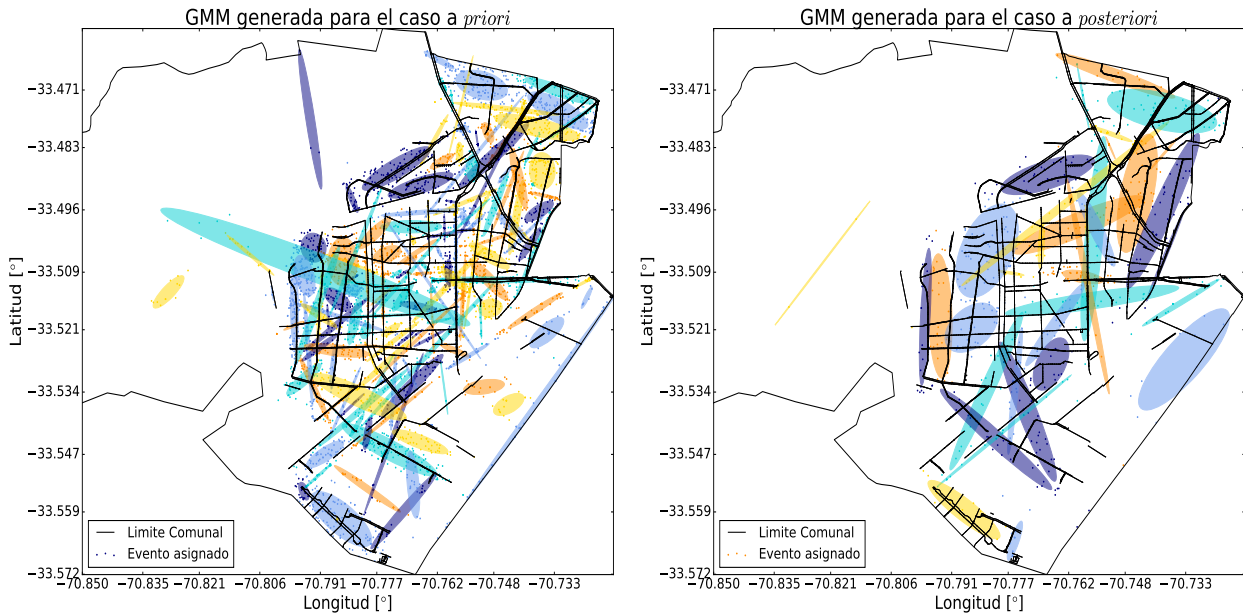 GMM generada para el caso a priori
−33.471
−33.483
−33.496
−33.509
−33.521
−33.534
−33.547
−33.559
−33.572
Latitud [°]
Limite Comunal
Evento asignado
−70.850 −70.835 −70.821 −70.806 −70.791 −70.777 −70.762 −70.748 −70.733
Longitud [°]
GMM generada para el caso a posteriori
−33.471
−33.483
−33.496
−33.509
−33.521
−33.534
−33.547
−33.559
−33.572
Latitud [°]
Limite Comunal
Evento asignado
−70.850 −70.835 −70.821 −70.806 −70.791 −70.777 −70.762 −70.748 −70.733
Longitud [°]